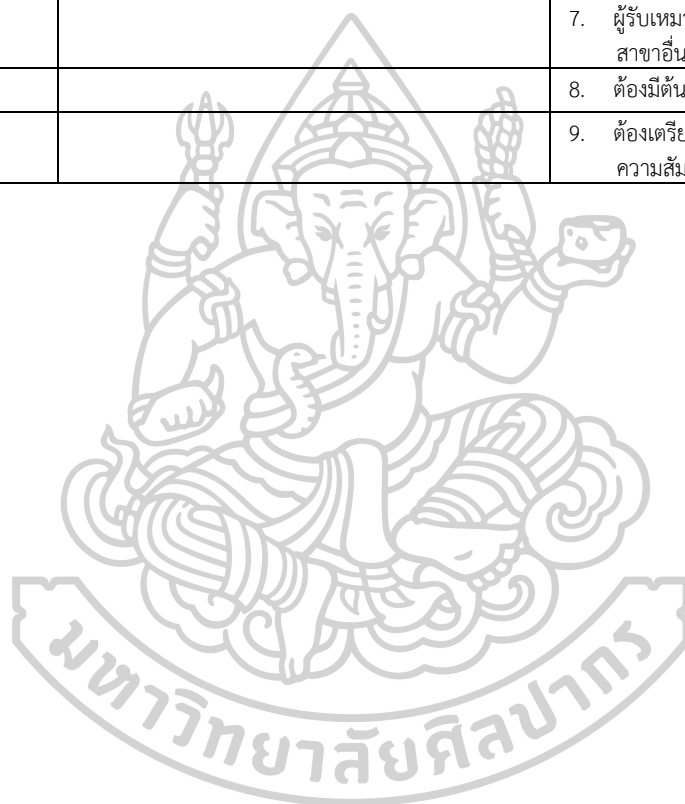 7. ผู้รับเหมา
สาขาอื่น
8. ต้องมีต้น
9. ต้องเตรีย
ความสัม
มหาวิทยาลัยศิลปากร